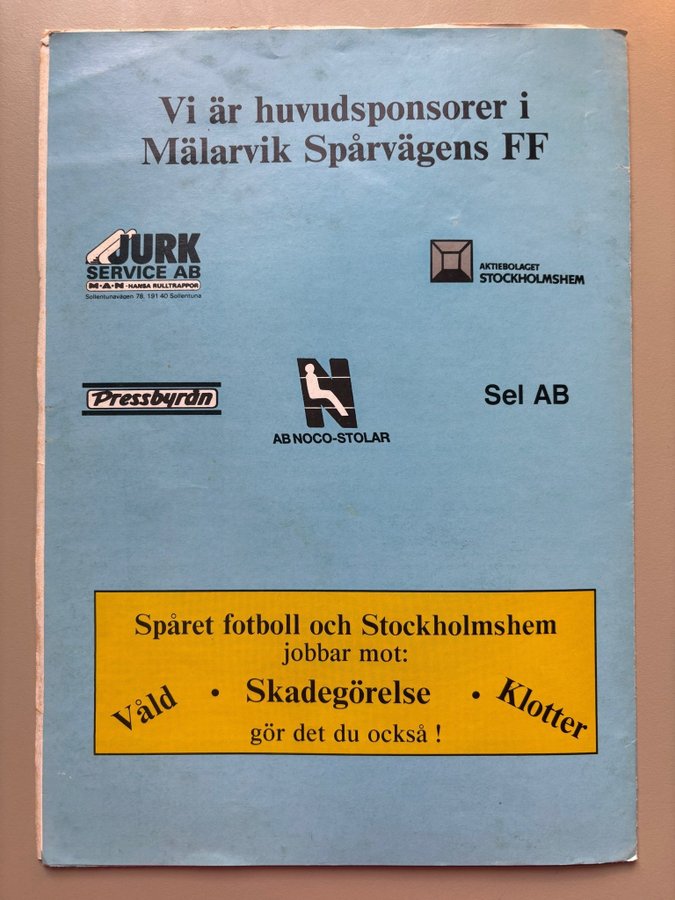 Vi är huvudsponsorer i
Mälarvik Spårvägens FF
JURK
SERVICE AB
M·A·N ·HANSA RULLTRAPPOR
Sollentunavägen 78, 191 40 Sollentuna
AKTIEBOLAGET
STOCKHOLMSHEM
Pressbyrån
N
AB NOCO-STOLAR
Sel AB
Spåret fotboll och Stockholmshem
jobbar mot:
Våld • Skadegörelse • Klotter
gör det du också !